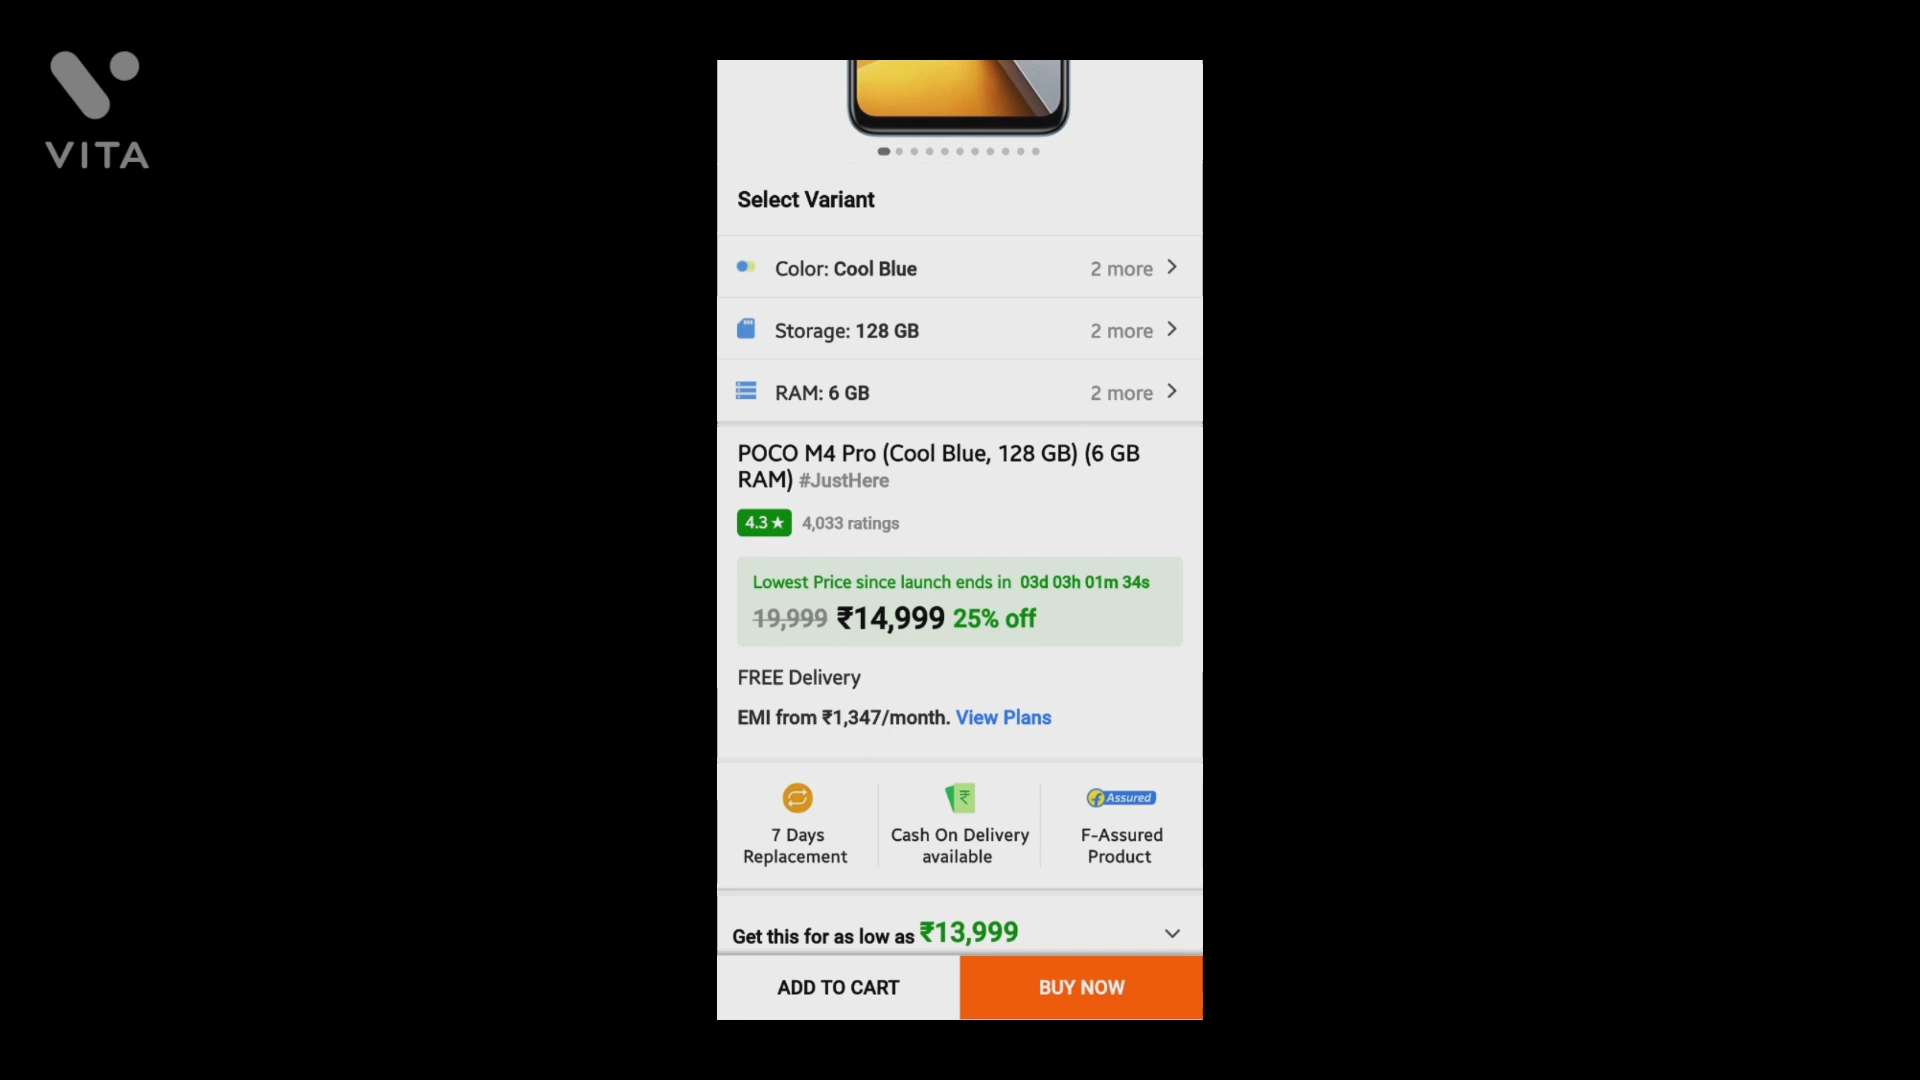 VITA
Select Variant
Color: Cool Blue 2 more
Storage: 128 GB 2 more
RAM: 6 GB 2 more
POCO M4 Pro (Cool Blue, 128 GB) (6 GB
RAM) #JustHere
4.3★ 4,033 ratings
Lowest Price since launch ends in 03d 03h 01m 34s
19,999 ₹14,999 25% off
FREE Delivery
EMI from ₹1,347/month. View Plans
₹
f Assured
7 Days
Replacement
Cash On Delivery
available
F-Assured
Product
Get this for as low as ₹13,999
ADD TO CART
BUY NOW